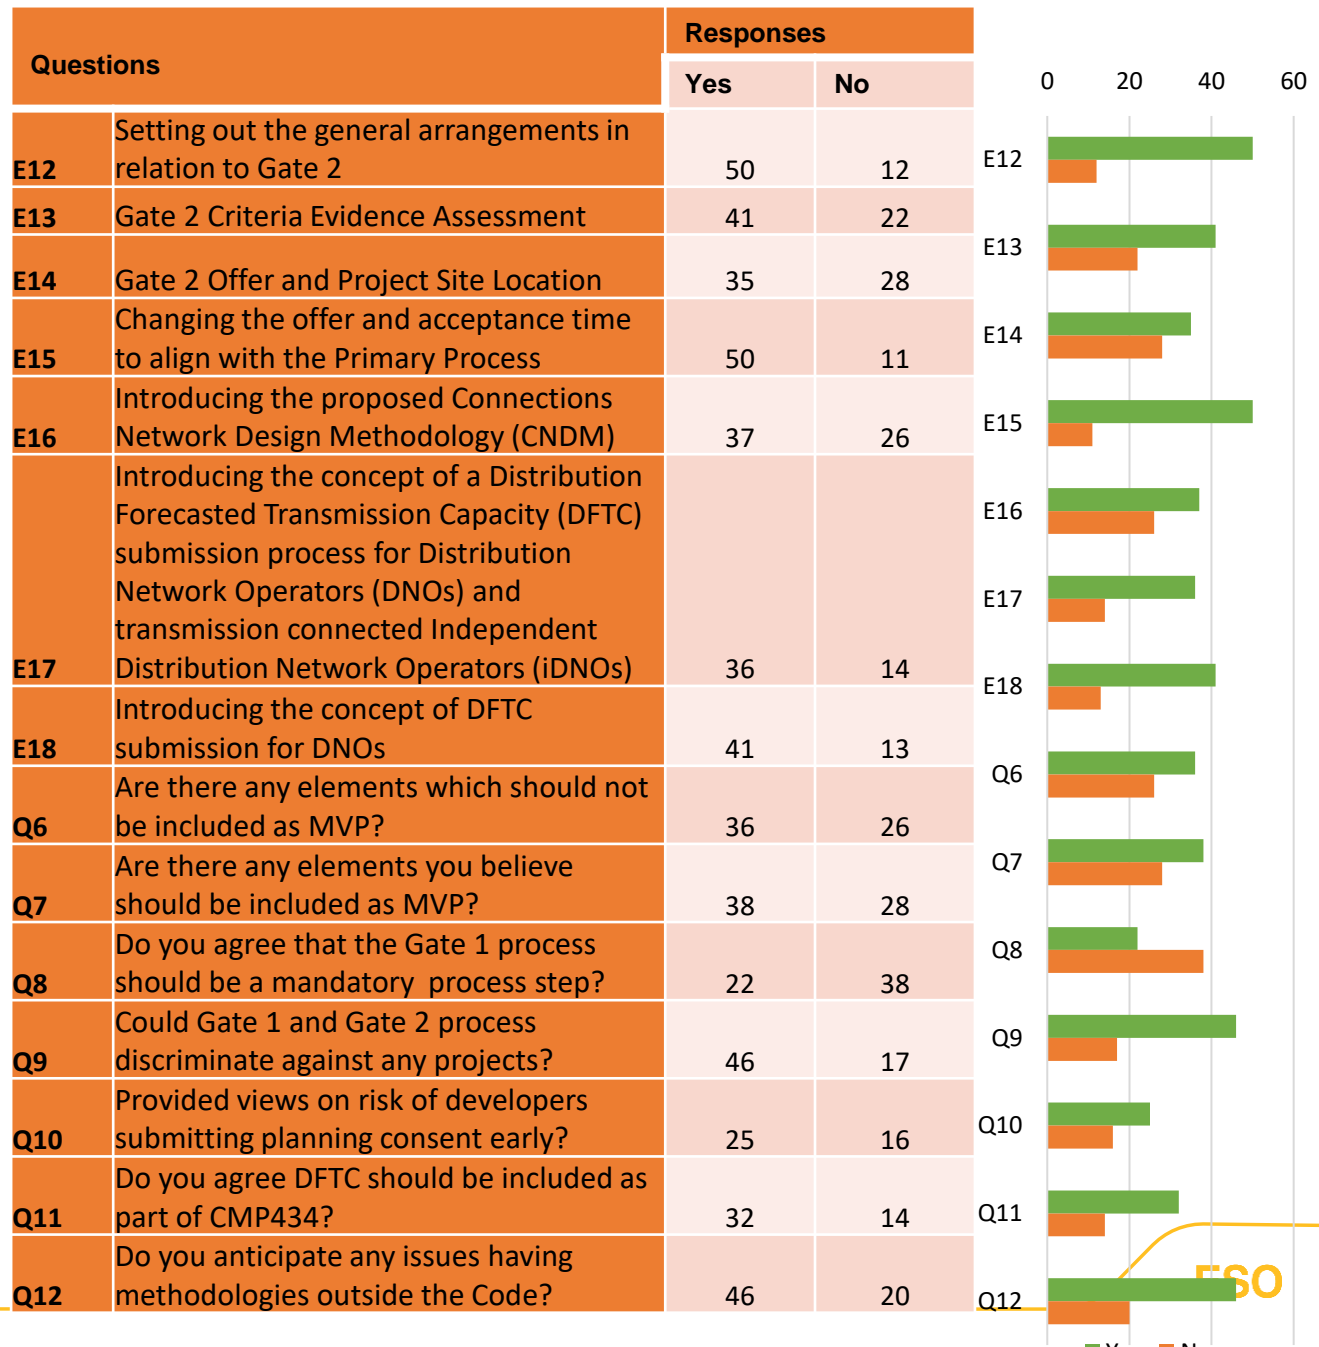 Questions
Responses
Yes No
E12 Setting out the general arrangements in
relation to Gate 2 50 12
E13 Gate 2 Criteria Evidence Assessment 41 22
E14 Gate 2 Offer and Project Site Location 35 28
E15 Changing the offer and acceptance time
to align with the Primary Process 50 11
E16 Introducing the proposed Connections
Network Design Methodology (CNDM) 37 26
E17 Introducing the concept of a Distribution
Forecasted Transmission Capacity (DFTC)
submission process for Distribution
Network Operators (DNOs) and
transmission connected Independent
Distribution Network Operators (iDNOs) 36 14
E18 Introducing the concept of DFTC
submission for DNOs 41 13
Q6 Are there any elements which should not
be included as MVP? 36 26
Q7 Are there any elements you believe
should be included as MVP? 38 28
Q8 Do you agree that the Gate 1 process
should be a mandatory process step? 22 38
Q9 Could Gate 1 and Gate 2 process
discriminate against any projects? 46 17
Q10 Provided views on risk of developers
submitting planning consent early? 25 16
Q11 Do you agree DFTC should be included as
part of CMP434? 32 14
Q12 Do you anticipate any issues having
methodologies outside the Code? 46 20
0 20 40 60
E12
E13
E14
E15
E16
E17
E18
Q6
Q7
Q8
Q9
Q10
Q11
Q12
ESO